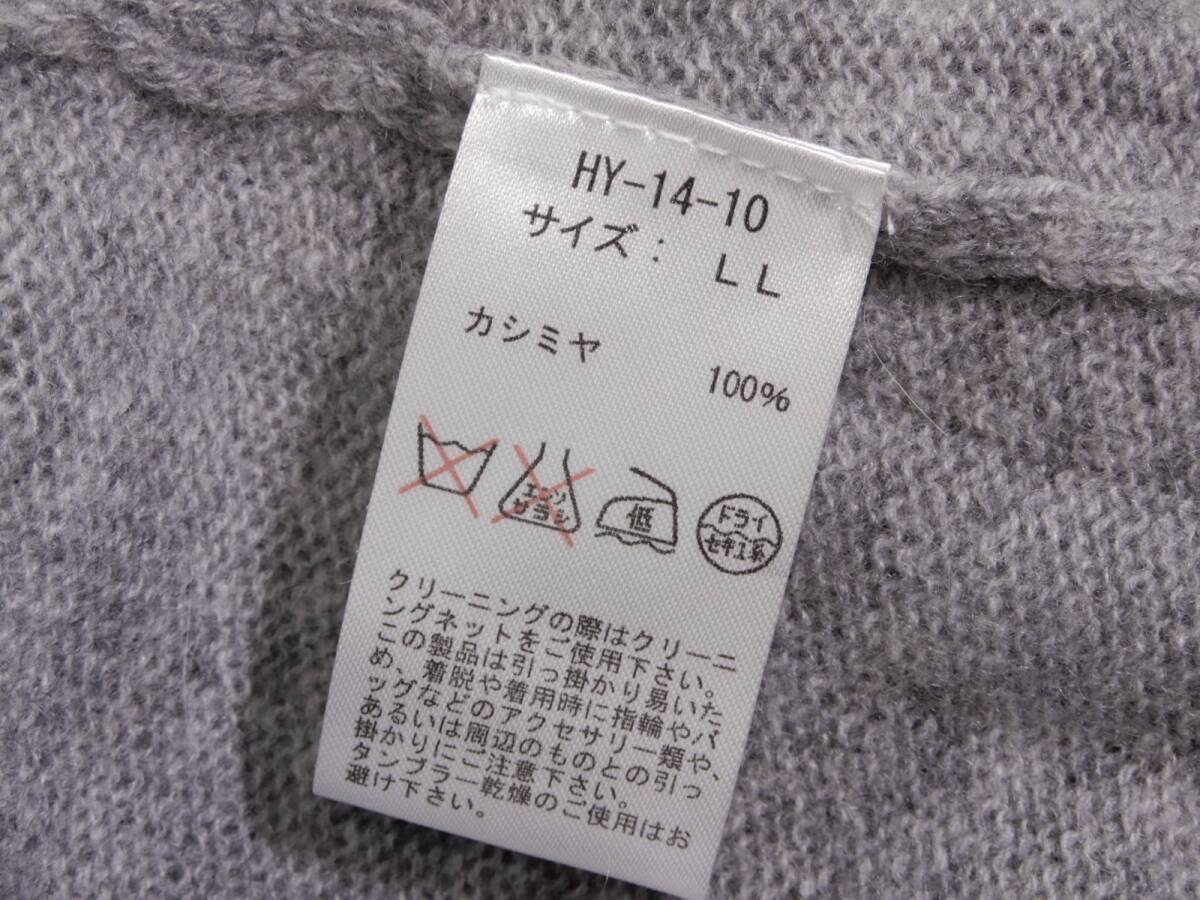 HY-14-10
サイズ： LL
カシミヤ
100%
エンソ
サラシ
低
ドライ
セキユ系
クリーニングの際はクリーニ
ングネットをご使用下さい。
この製品は引っ掛かり易いた
め、着脱や着用時に指輪やバ
ッグなどのアクセサリー類や、
あるいは周辺のものとの引っ
掛かりにご注意下さい。
タンブラー乾燥のご使用はお
避け下さい。